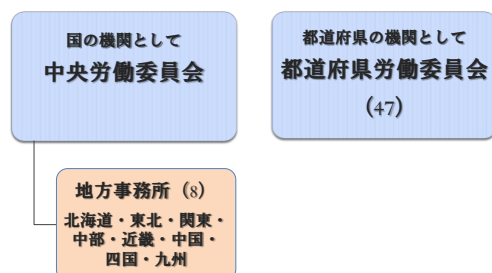 国の機関として
中央労働委員会
都道府県の機関として
都道府県労働委員会
(47)
地方事務所（8）
北海道・東北・関東・
中部・近畿・中国・
四国・九州